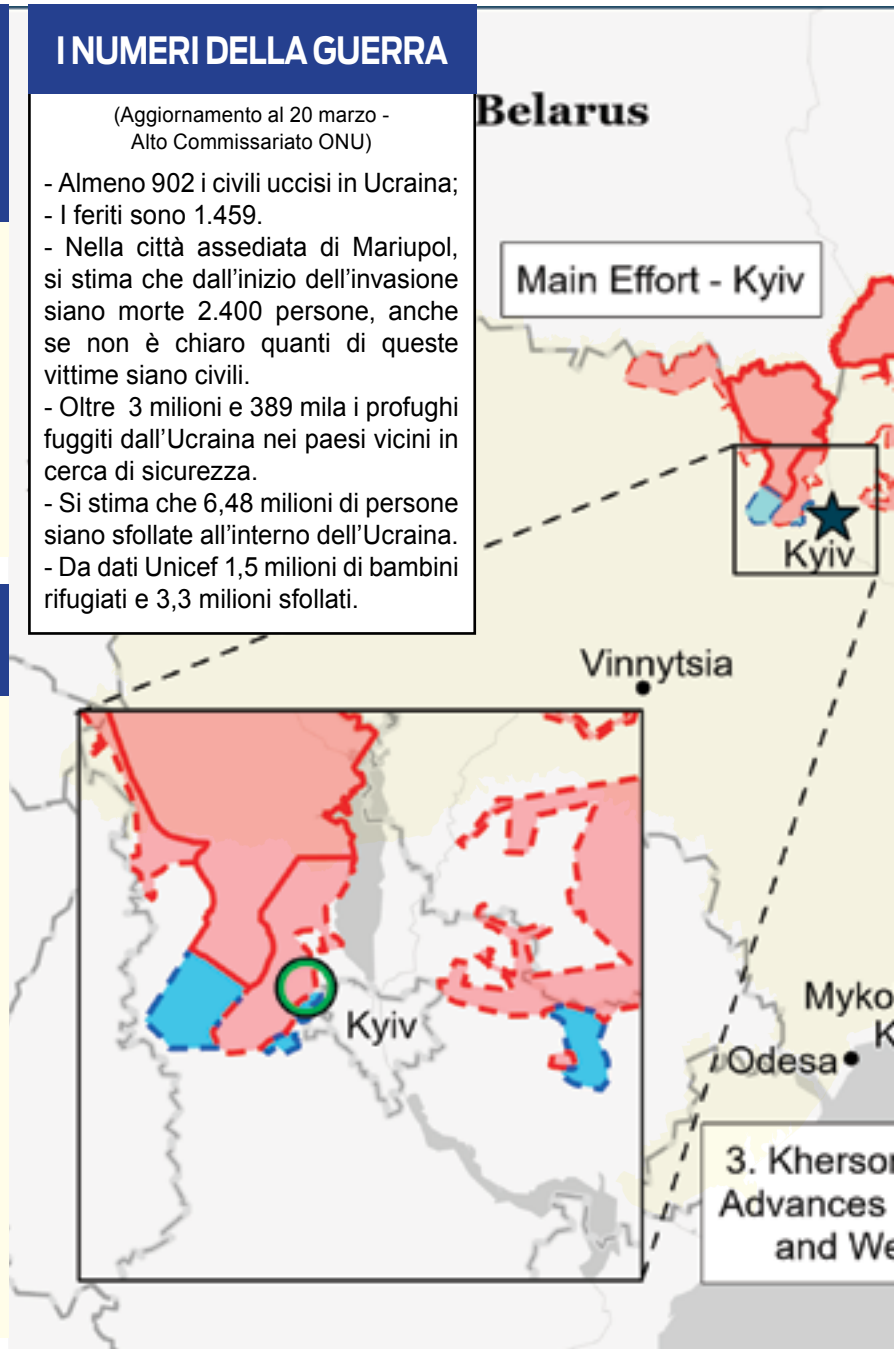 I NUMERI DELLA GUERRA
(Aggiornamento al 20 marzo -
Alto Commissariato ONU)
- Almeno 902 i civili uccisi in Ucraina;
- I feriti sono 1.459.
- Nella città assediata di Mariupol,
si stima che dall'inizio dell'invasione
siano morte 2.400 persone, anche
se non è chiaro quanti di queste
vittime siano civili.
- Oltre 3 milioni e 389 mila i profughi
fuggiti dall'Ucraina nei paesi vicini in
cerca di sicurezza.
- Si stima che 6,48 milioni di persone
siano sfollate all'interno dell'Ucraina.
- Da dati Unicef 1,5 milioni di bambini
rifugiati e 3,3 milioni sfollati.
Belarus
Main Effort - Kyiv
Kyiv
Vinnytsia
Kyiv
Myko
K
Odesa
3. Kherson
Advances
and We